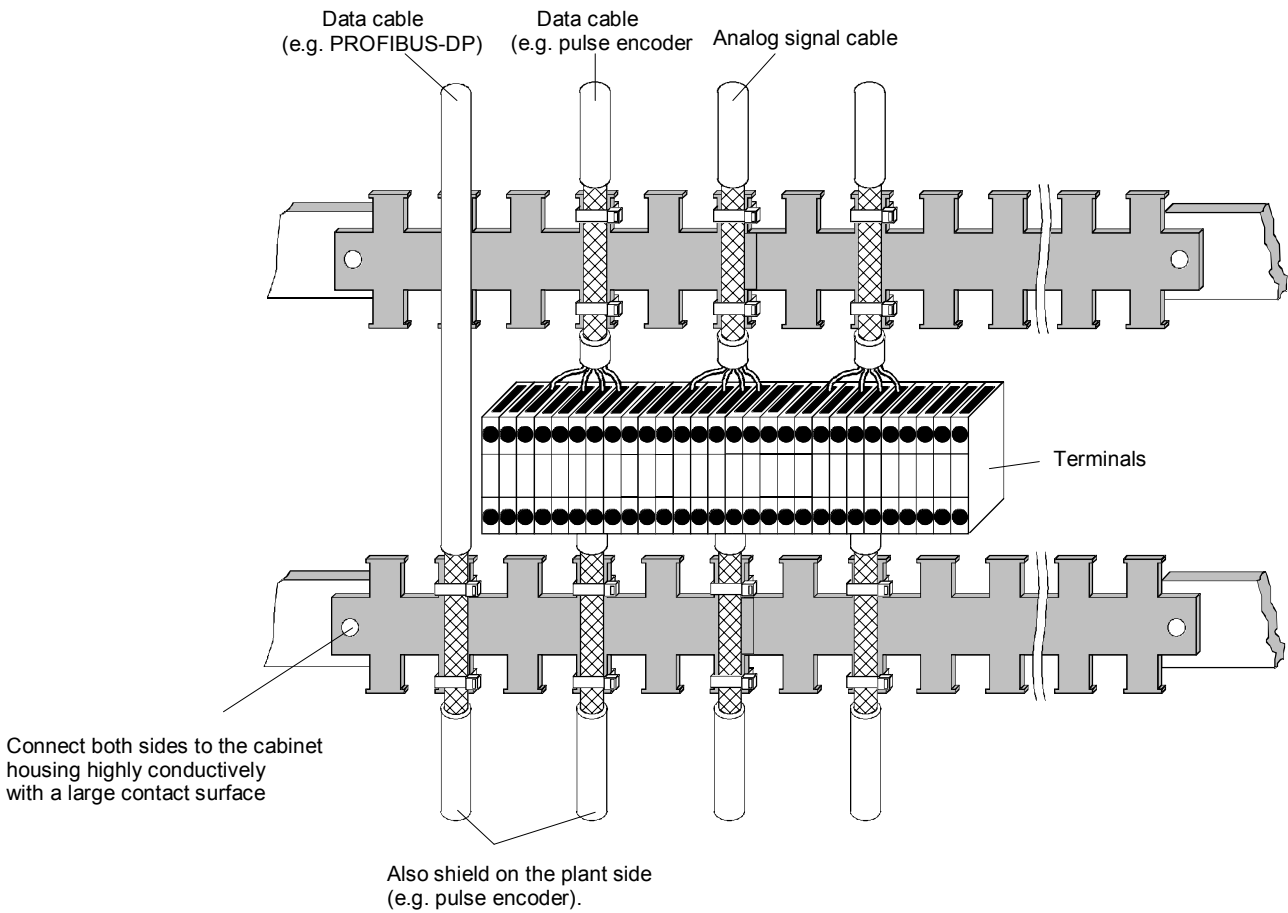 Data cable
(e.g. PROFIBUS-DP)
Data cable
(e.g. pulse encoder
Analog signal cable
Terminals
Connect both sides to the cabinet
housing highly conductively
with a large contact surface
Also shield on the plant side
(e.g. pulse encoder).